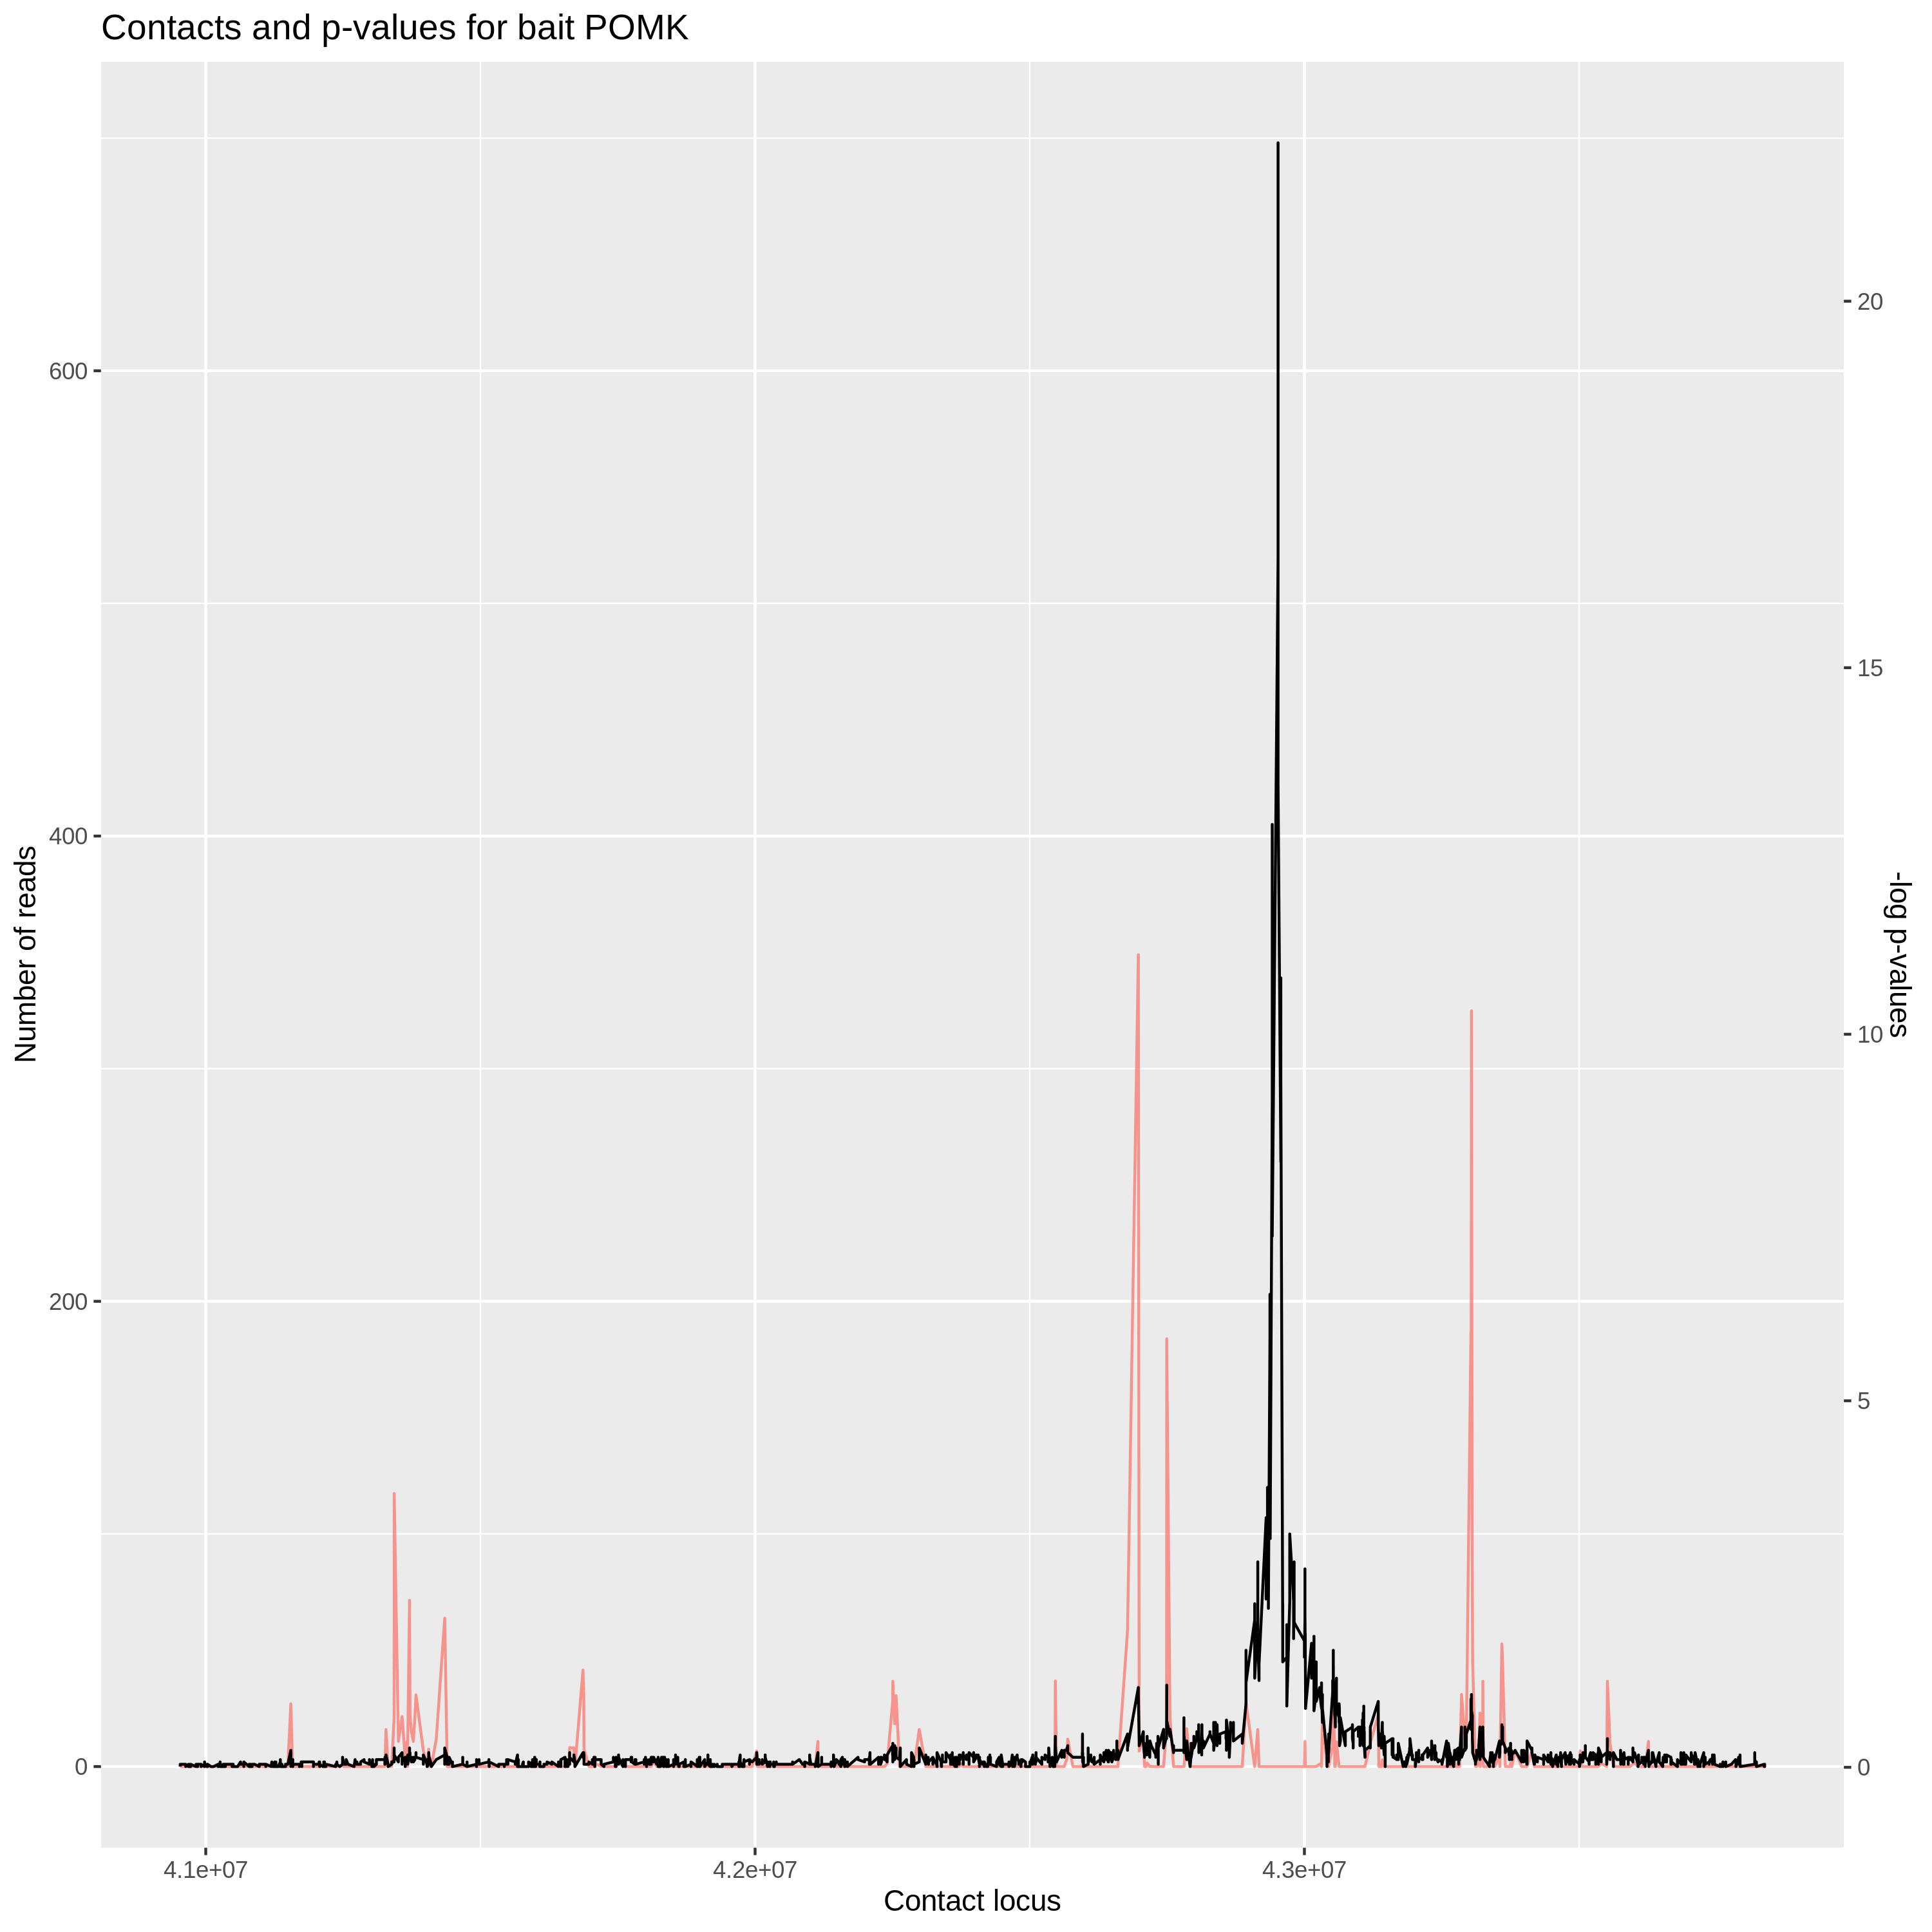 Contacts and p-values for bait POMK
600
400
200
0
Number of reads
20
15
10
5
0
-log p-values
4.1e+07 4.2e+07 4.3e+07
Contact locus